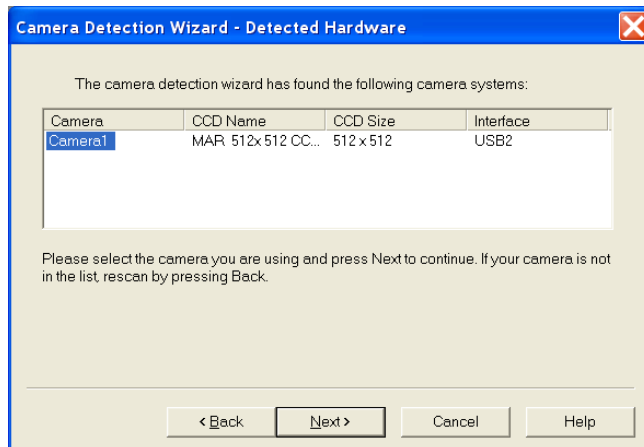 Camera Detection Wizard - Detected Hardware
The camera detection wizard has found the following camera systems:
Camera CCD Name CCD Size Interface
Camera1 MAR 512x 512 CC... 512 x 512 USB2
Please select the camera you are using and press Next to continue. If your camera is not
in the list, rescan by pressing Back.
< Back Next > Cancel Help